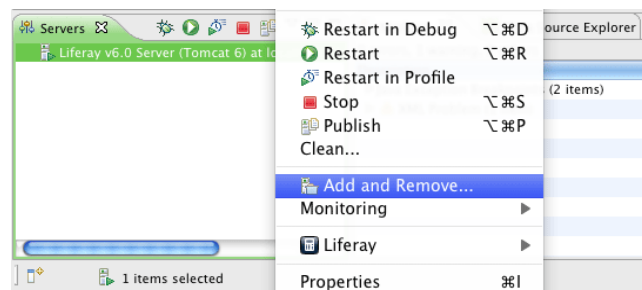 Servers
Liferay v6.0 Server (Tomcat 6) at lo
Restart in Debug ⌥⌘D
Restart ⌥⌘R
Restart in Profile
Stop ⌥⌘S
Publish ⌥⌘P
Clean...
Add and Remove...
Monitoring
Liferay
Properties ⌘I
ource Explorer
(2 items)
1 items selected